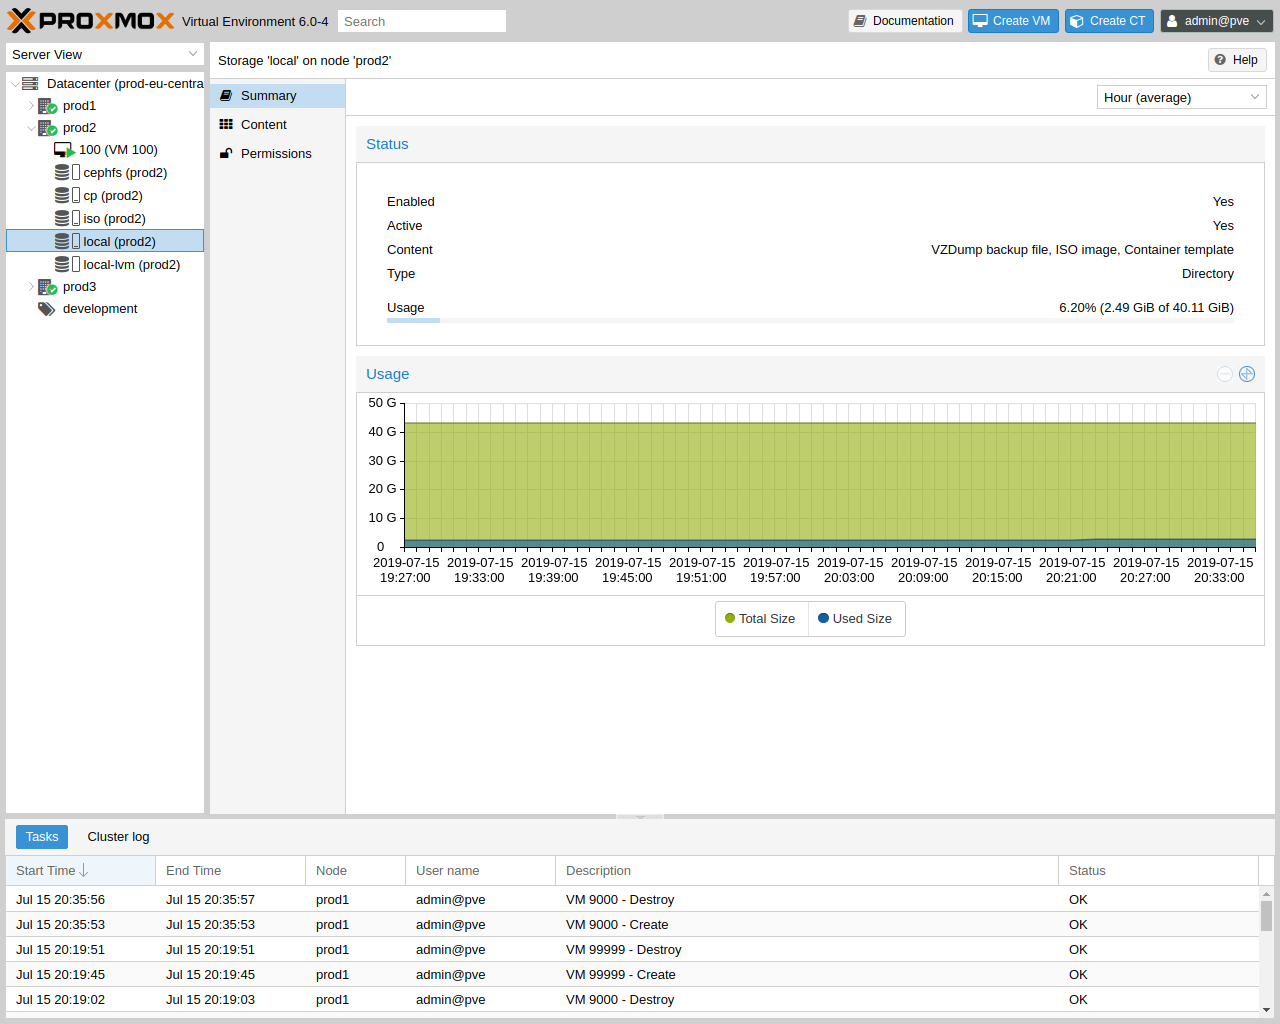 PROXMOX Virtual Environment 6.0-4 Search Documentation Create VM Create CT admin@pve
Server View
Datacenter (prod-eu-centra
prod1
prod2
100 (VM 100)
cephfs (prod2)
cp (prod2)
iso (prod2)
local (prod2)
local-lvm (prod2)
prod3
development
Storage 'local' on node 'prod2' Help
Summary
Content
Permissions
Hour (average)
Status
Enabled Yes
Active Yes
Content VZDump backup file, ISO image, Container template
Type Directory
Usage 6.20% (2.49 GiB of 40.11 GiB)
Usage
50 G
40 G
30 G
20 G
10 G
0
2019-07-15 2019-07-15 2019-07-15 2019-07-15 2019-07-15 2019-07-15 2019-07-15 2019-07-15 2019-07-15 2019-07-15 2019-07-15 2019-07-15
19:27:00 19:33:00 19:39:00 19:45:00 19:51:00 19:57:00 20:03:00 20:09:00 20:15:00 20:21:00 20:27:00 20:33:00
Total Size Used Size
Tasks Cluster log
Start Time End Time Node User name Description Status
Jul 15 20:35:56 Jul 15 20:35:57 prod1 admin@pve VM 9000 - Destroy OK
Jul 15 20:35:53 Jul 15 20:35:53 prod1 admin@pve VM 9000 - Create OK
Jul 15 20:19:51 Jul 15 20:19:51 prod1 admin@pve VM 99999 - Destroy OK
Jul 15 20:19:45 Jul 15 20:19:45 prod1 admin@pve VM 99999 - Create OK
Jul 15 20:19:02 Jul 15 20:19:03 prod1 admin@pve VM 9000 - Destroy OK